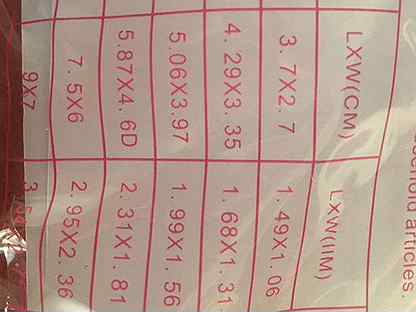 articles.
LXW(CM) LXW(IIM)
3.7X2.7 1.49X1.06
4.29X3.35 1.68X1.31
5.06X3.97 1.99X1.56
5.87X4.6D 2.31X1.81
7.5X6 2.95X2.36
9X7